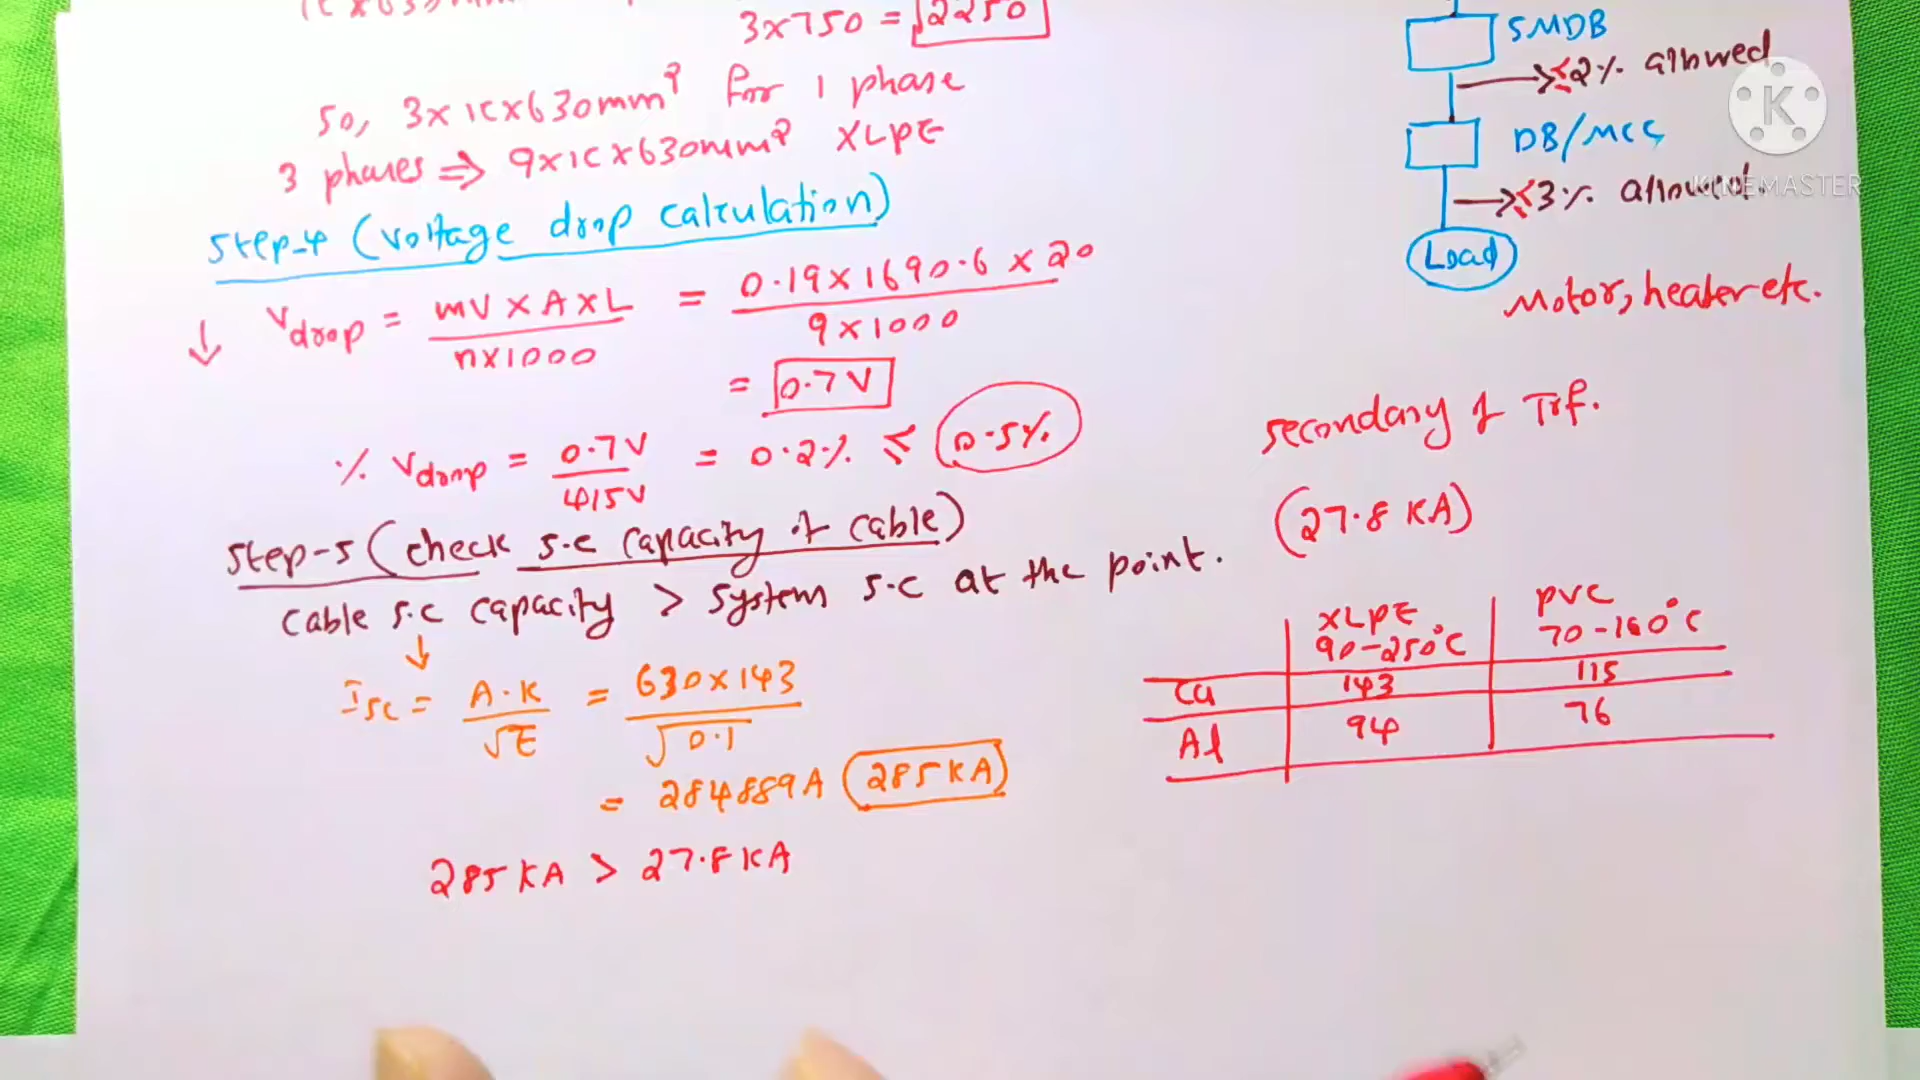 3x750 = 2250
So, 3x1Cx630mm² for 1 phase
3 phases => 9x1Cx630mm² XLPE
Step-4 (voltage drop calculation)
↓ Vdrop = mV x A x L / n x 1000 = 0.19 x 1690.6 x 20 / 9 x 1000
= 0.7 V
% Vdrop = 0.7V / 415V = 0.2% ≤ 0.5%
Step-5 (check s.c capacity of cable)
Cable s.c capacity > System s.c at the point.
↓
Isc = A.K / √t = 630 x 143 / √0.1
= 284889A (285KA)
285KA > 27.8KA
SMDB
→ ≤2% allowed
DB/MCC
→ ≤3% allowed.
Load
Motor, heater etc.
Secondary of Trf.
(27.8 KA)
XLPE PVC
90-250°C 70-160°C
Cu 143 115
Al 94 76
K
KINEMASTER